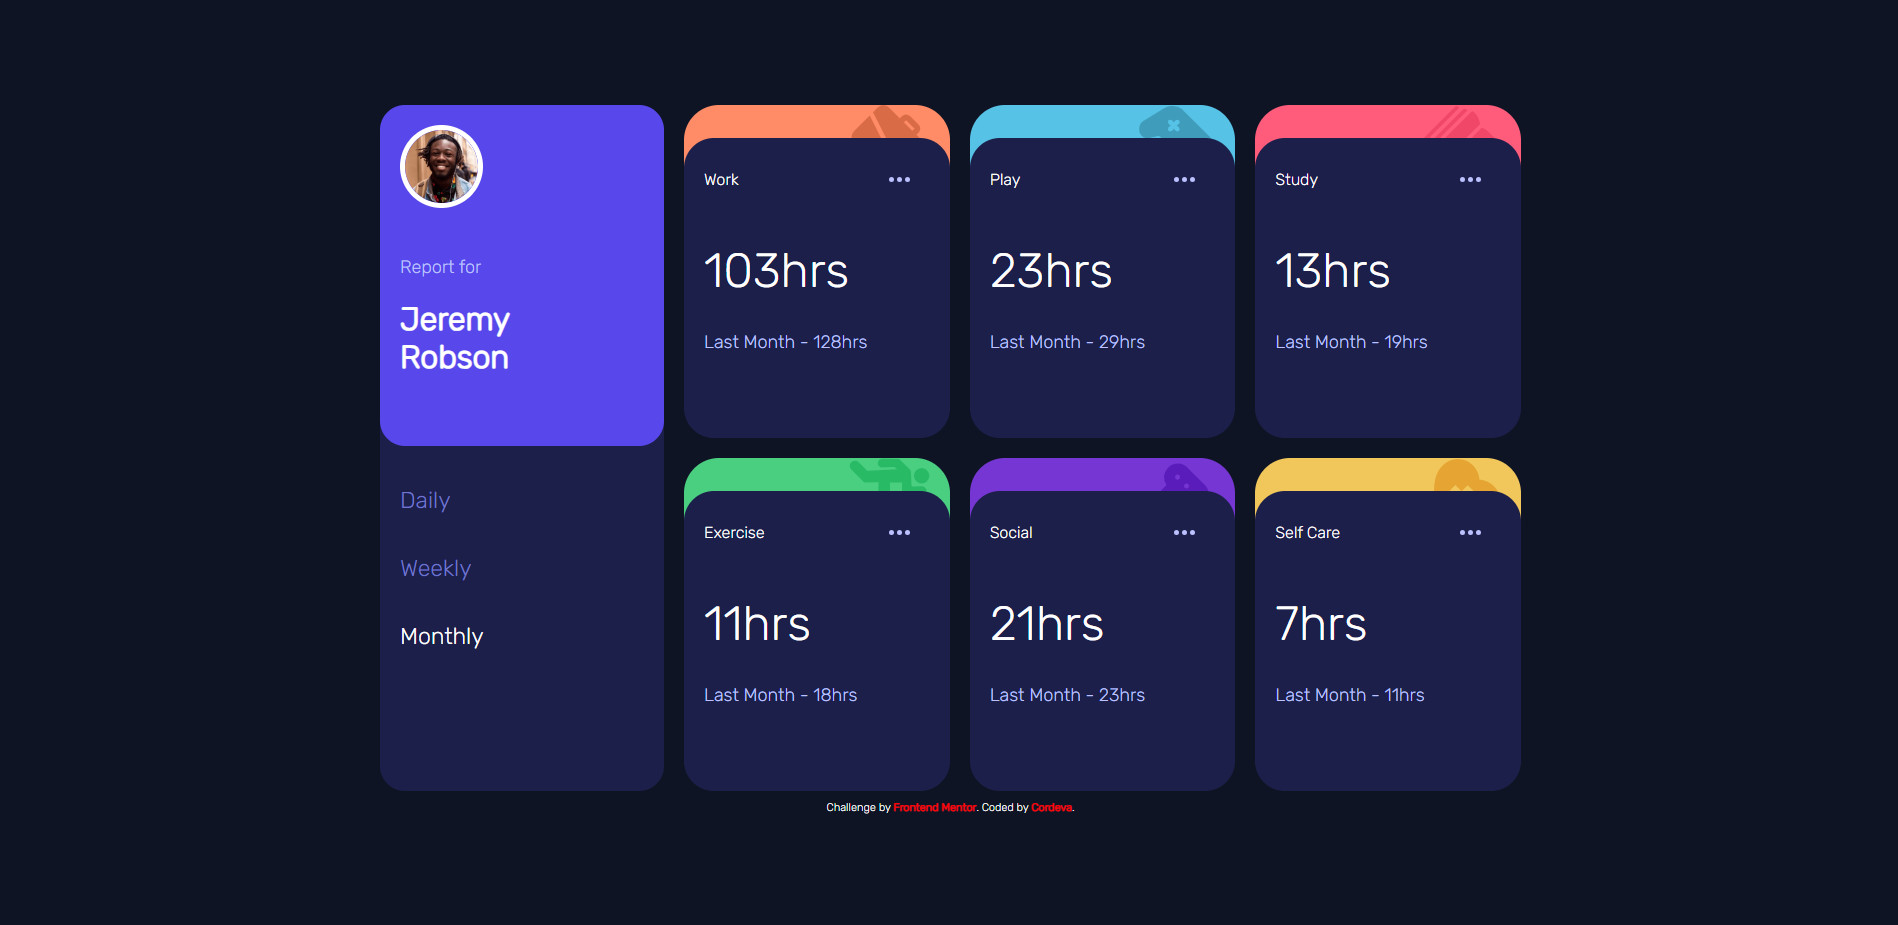 Report for
Jeremy
Robson
Daily
Weekly
Monthly
Work
103hrs
Last Month - 128hrs
Play
23hrs
Last Month - 29hrs
Study
13hrs
Last Month - 19hrs
Exercise
11hrs
Last Month - 18hrs
Social
21hrs
Last Month - 23hrs
Self Care
7hrs
Last Month - 11hrs
Challenge by Frontend Mentor. Coded by Cordeva.